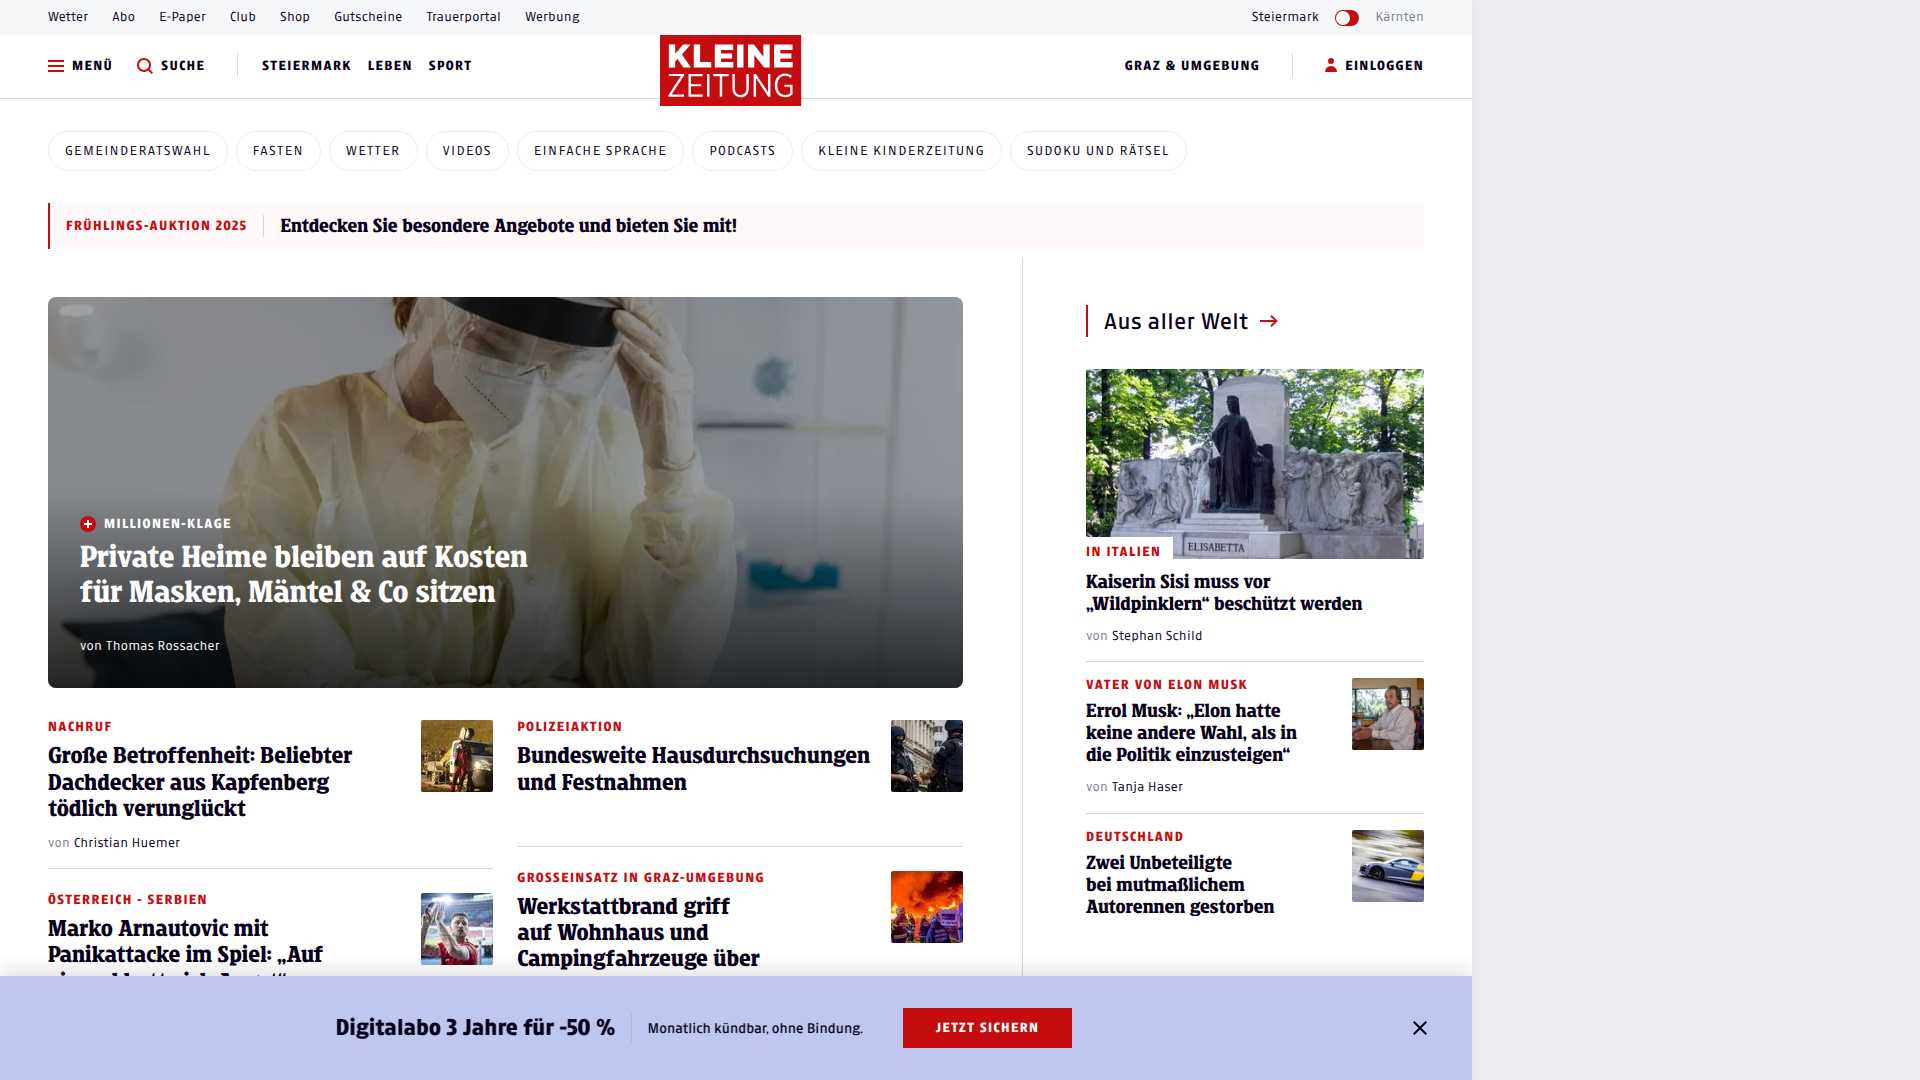 Wetter Abo E-Paper Club Shop Gutscheine Trauerportal Werbung Steiermark Kärnten
MENÜ SUCHE STEIERMARK LEBEN SPORT KLEINE ZEITUNG GRAZ & UMGEBUNG EINLOGGEN
GEMEINDERATSWAHL FASTEN WETTER VIDEOS EINFACHE SPRACHE PODCASTS KLEINE KINDERZEITUNG SUDOKU UND RÄTSEL
FRÜHLINGS-AUKTION 2025 Entdecken Sie besondere Angebote und bieten Sie mit!
MILLIONEN-KLAGE
Private Heime bleiben auf Kosten
für Masken, Mäntel & Co sitzen
von Thomas Rossacher
NACHRUF
Große Betroffenheit: Beliebter
Dachdecker aus Kapfenberg
tödlich verunglückt
von Christian Huemer
ÖSTERREICH - SERBIEN
Marko Arnautovic mit
Panikattacke im Spiel: „Auf
POLIZEIAKTION
Bundesweite Hausdurchsuchungen
und Festnahmen
GROSSEINSATZ IN GRAZ-UMGEBUNG
Werkstattbrand griff
auf Wohnhaus und
Campingfahrzeuge über
Aus aller Welt
ELISABETTA
IN ITALIEN
Kaiserin Sisi muss vor
„Wildpinklern“ beschützt werden
von Stephan Schild
VATER VON ELON MUSK
Errol Musk: „Elon hatte
keine andere Wahl, als in
die Politik einzusteigen“
von Tanja Haser
DEUTSCHLAND
Zwei Unbeteiligte
bei mutmaßlichem
Autorennen gestorben
Digitalabo 3 Jahre für -50 % Monatlich kündbar, ohne Bindung. JETZT SICHERN